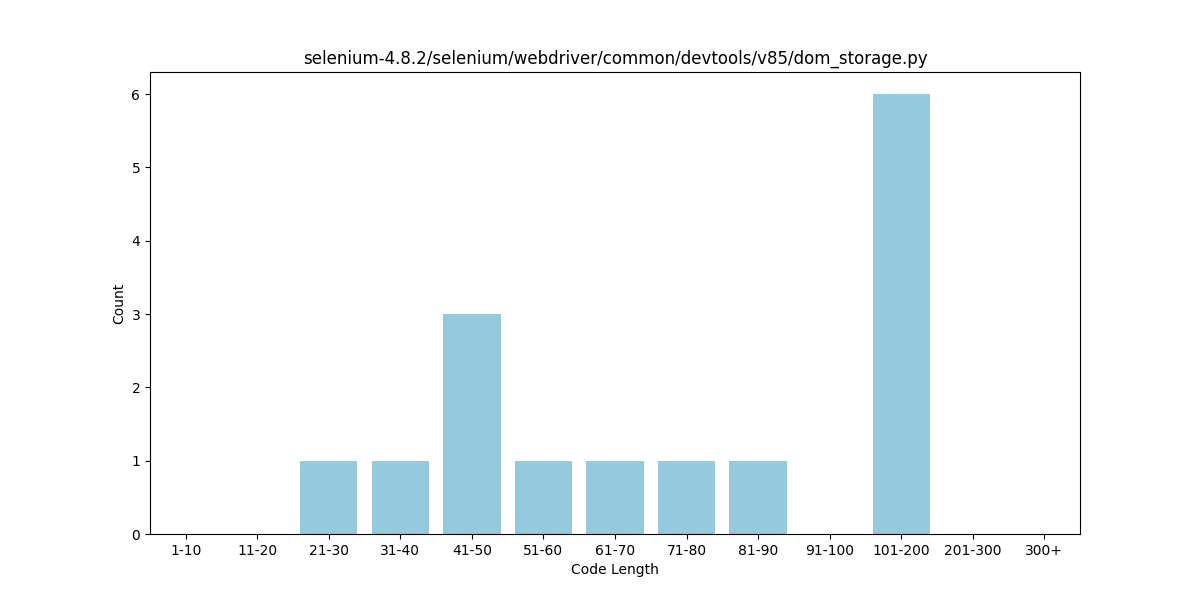 selenium-4.8.2/selenium/webdriver/common/devtools/v85/dom_storage.py
6
5
4
3
2
1
0
Count
1-10 11-20 21-30 31-40 41-50 51-60 61-70 71-80 81-90 91-100 101-200 201-300 300+
Code Length